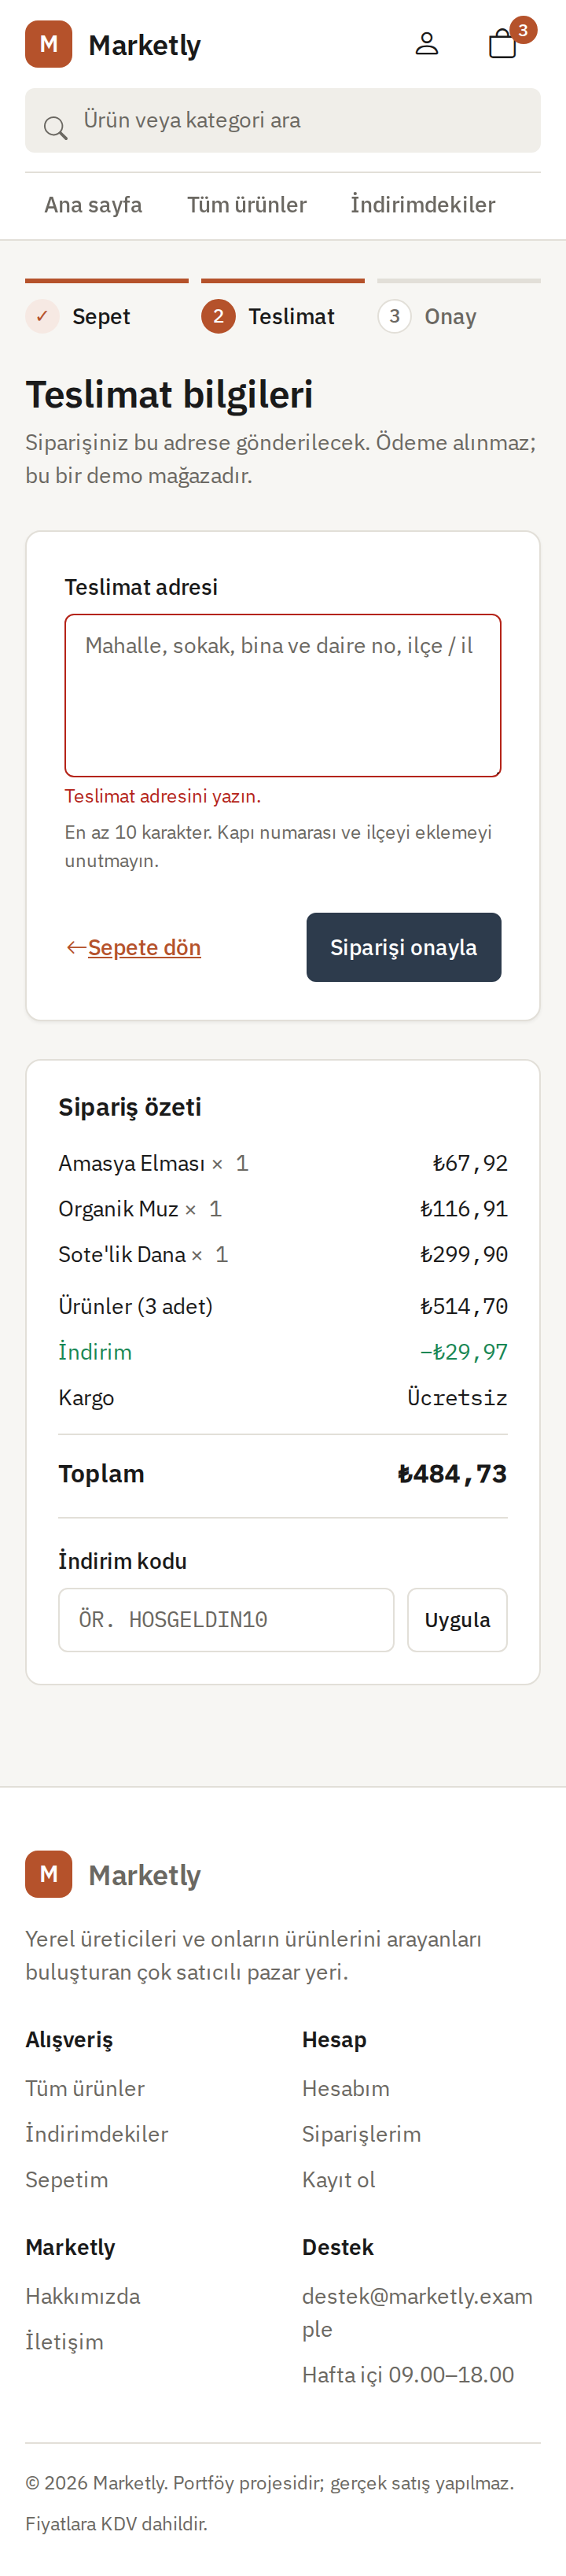 M Marketly 3
Ürün veya kategori ara
Ana sayfa Tüm ürünler İndirimdekiler
✓ Sepet 2 Teslimat 3 Onay
Teslimat bilgileri
Siparişiniz bu adrese gönderilecek. Ödeme alınmaz;
bu bir demo mağazadır.
Teslimat adresi
Mahalle, sokak, bina ve daire no, ilçe / il
Teslimat adresini yazın.
En az 10 karakter. Kapı numarası ve ilçeyi eklemeyi
unutmayın.
←Sepete dön Siparişi onayla
Sipariş özeti
Amasya Elması × 1 ₺67,92
Organik Muz × 1 ₺116,91
Sote'lik Dana × 1 ₺299,90
Ürünler (3 adet) ₺514,70
İndirim −₺29,97
Kargo Ücretsiz
Toplam ₺484,73
İndirim kodu
ÖR. HOSGELDIN10 Uygula
M Marketly
Yerel üreticileri ve onların ürünlerini arayanları
buluşturan çok satıcılı pazar yeri.
Alışveriş Hesap
Tüm ürünler Hesabım
İndirimdekiler Siparişlerim
Sepetim Kayıt ol
Marketly Destek
Hakkımızda destek@marketly.exam
ple
İletişim
Hafta içi 09.00–18.00
© 2026 Marketly. Portföy projesidir; gerçek satış yapılmaz.
Fiyatlara KDV dahildir.